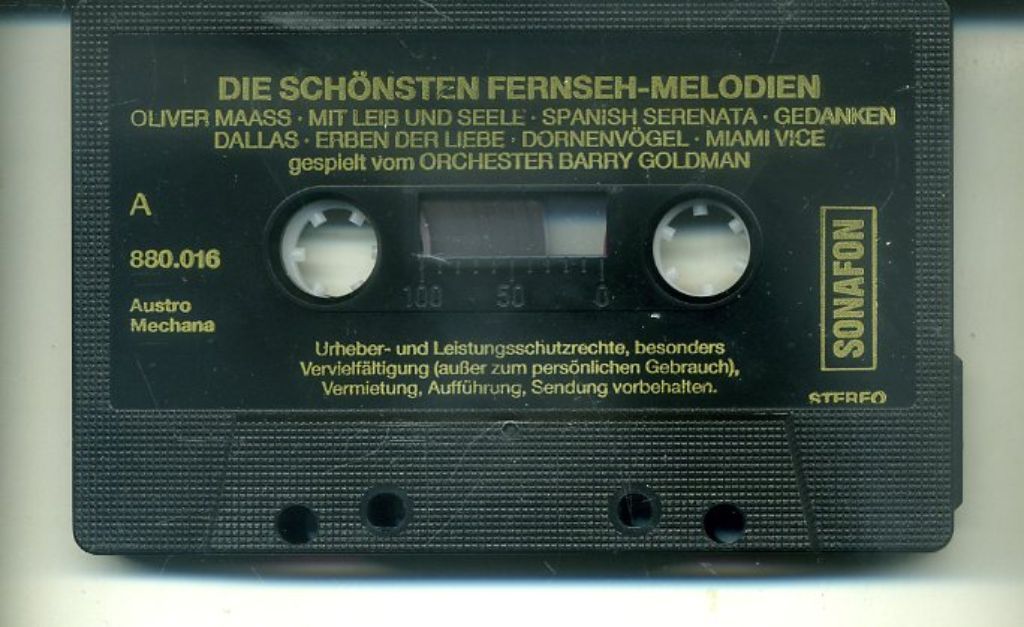 DIE SCHÖNSTEN FERNSEH-MELODIEN
OLIVER MAASS · MIT LEIB UND SEELE · SPANISH SERENATA · GEDANKEN
DALLAS · ERBEN DER LIEBE · DORNENVÖGEL · MIAMI VICE
gespielt vom ORCHESTER BARRY GOLDMAN
A
880.016
Austro
Mechana
100 50 0
SONAFON
Urheber- und Leistungsschutzrechte, besonders
Vervielfältigung (außer zum persönlichen Gebrauch),
Vermietung, Aufführung, Sendung vorbehalten.
STEREO